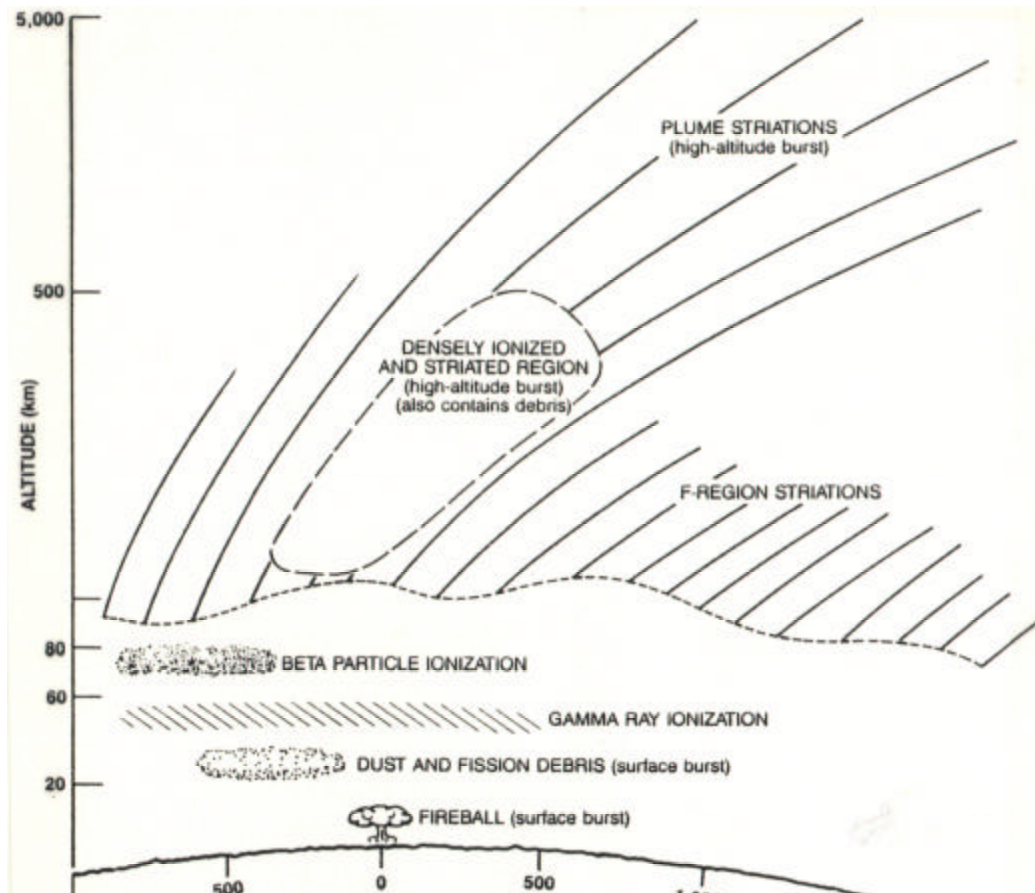 5,000
PLUME STRIATIONS
(high-altitude burst)
500
DENSELY IONIZED
AND STRIATED REGION
(high-altitude burst)
(also contains debris)
ALTITUDE (km)
F-REGION STRIATIONS
80
BETA PARTICLE IONIZATION
60
GAMMA RAY IONIZATION
DUST AND FISSION DEBRIS (surface burst)
20
FIREBALL (surface burst)
500
0
500